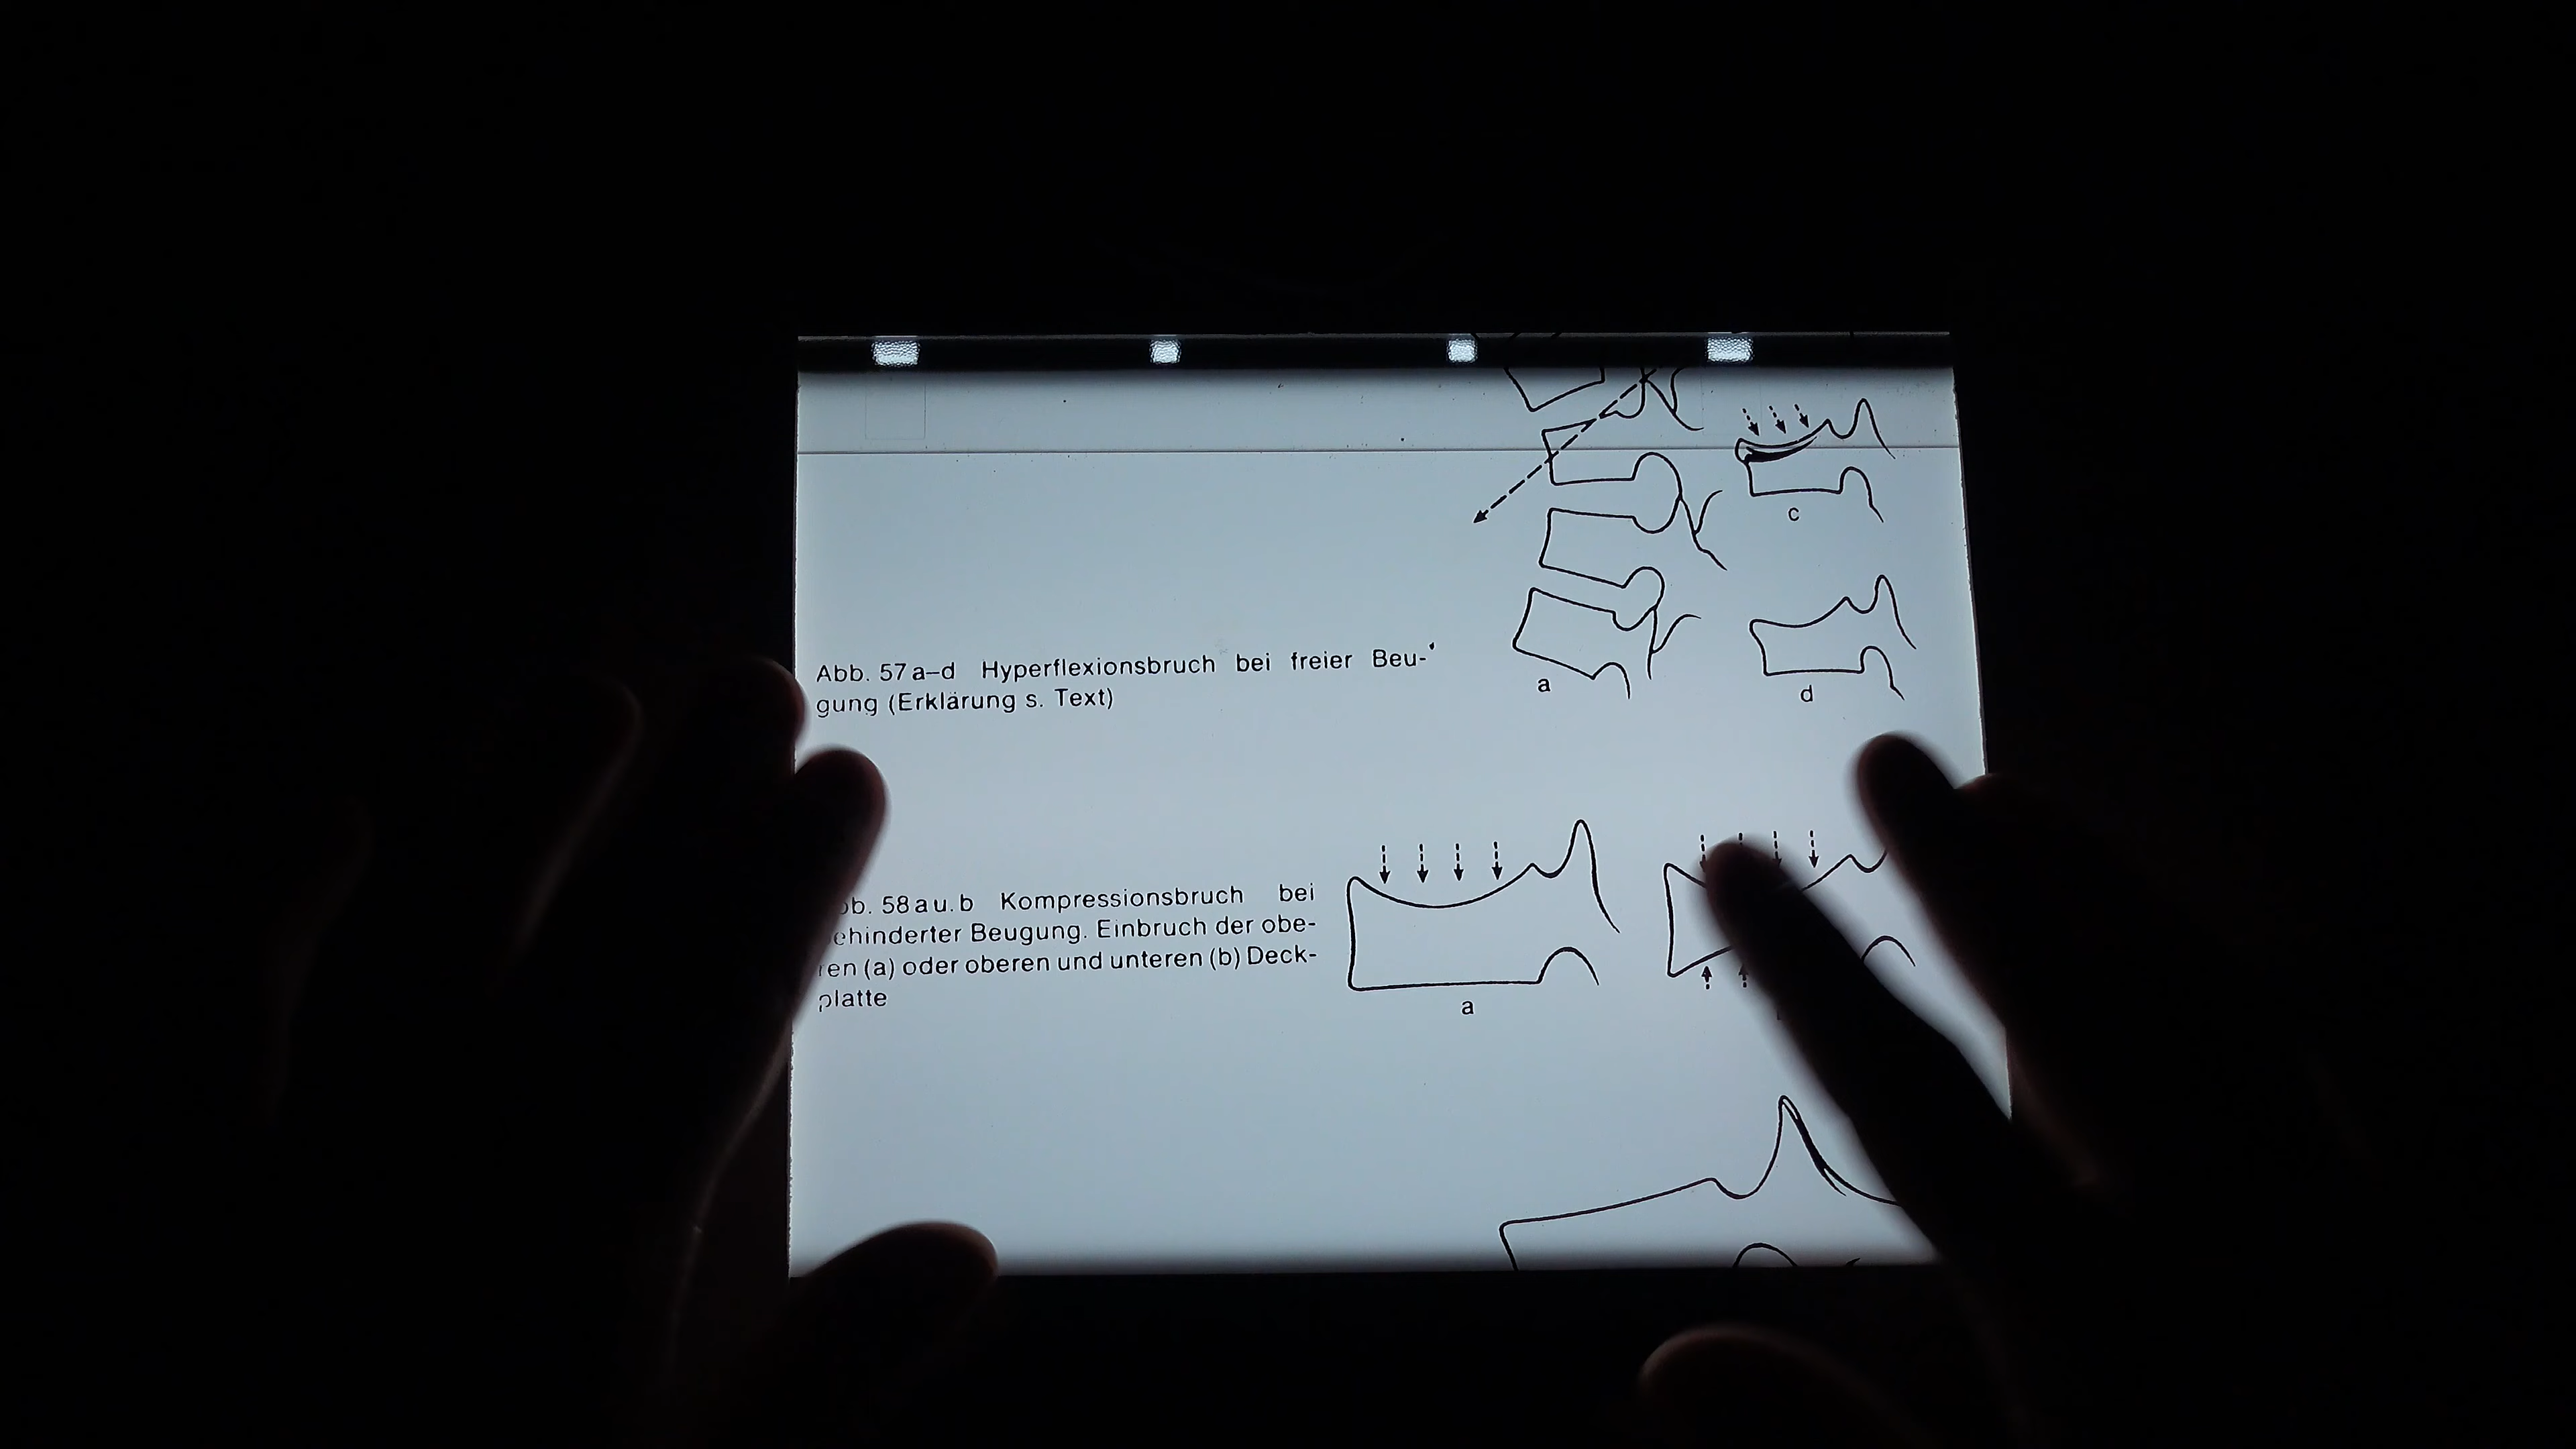 c
Abb. 57 a–d Hyperflexionsbruch bei freier Beu-
gung (Erklärung s. Text)
a
d
58 a u. b Kompressionsbruch bei
Beugung. Einbruch der obe-
ren (a) oder oberen und unteren (b) Deck-
platte
a